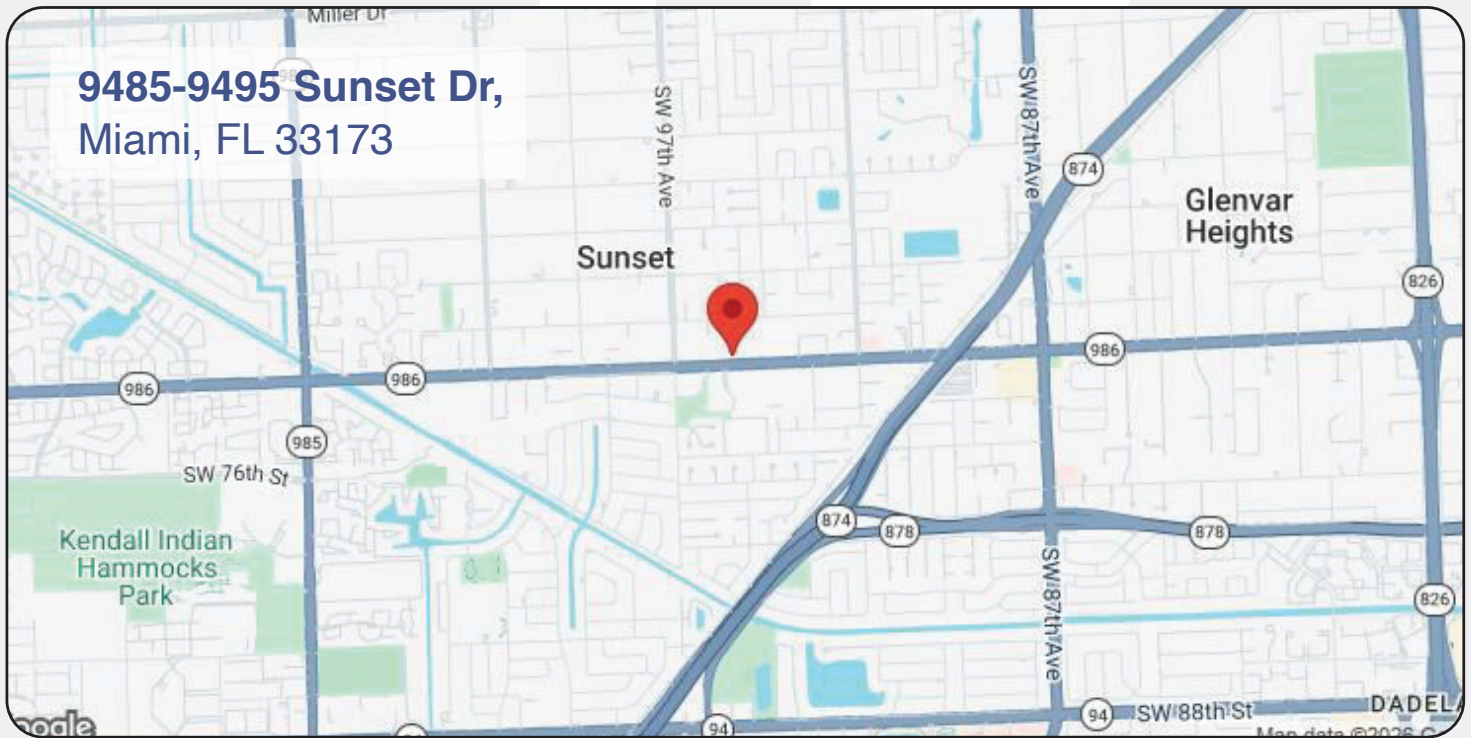 Miller Dr
9485-9495 Sunset Dr,
Miami, FL 33173
SW 97th Ave
SW 87th Ave
874
Glenvar
Heights
Sunset
826
986
986
986
985
SW 76th St
874
878
878
Kendall Indian
Hammocks
Park
SW 87th Ave
826
94
94
SW 88th St
Map data ©2026